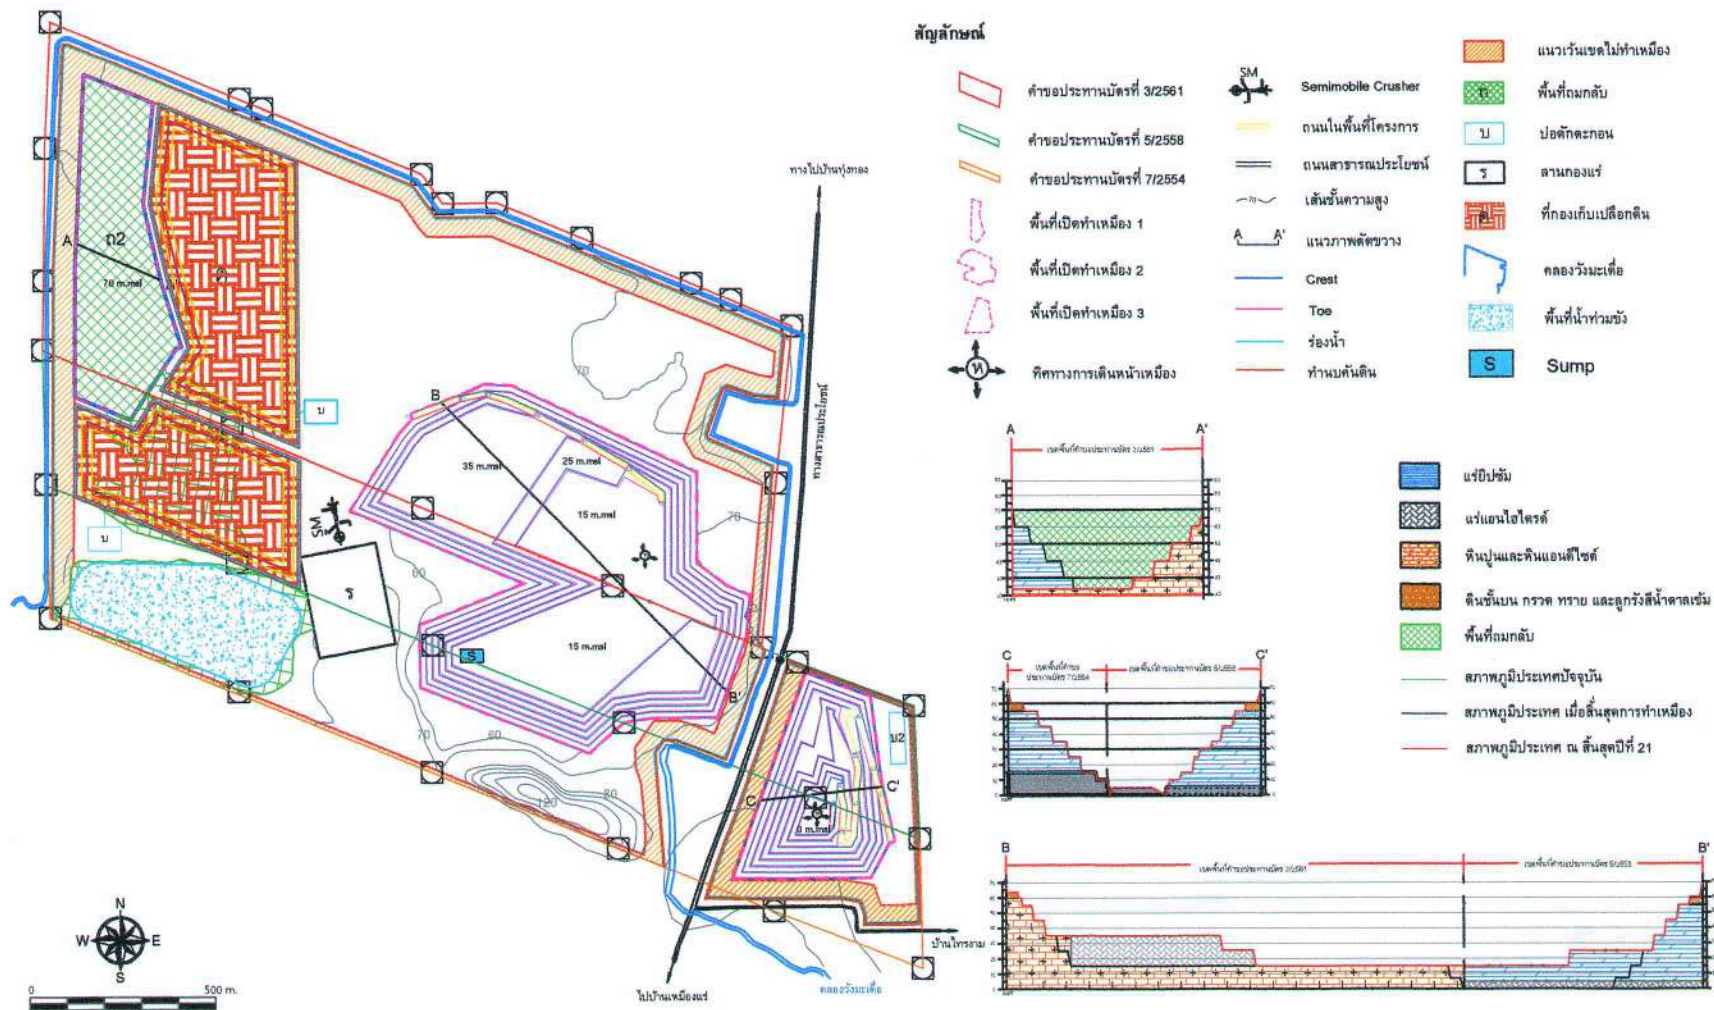 สัญลักษณ์
คำขอประทานบัตรที่ 3/2561
คำขอประทานบัตรที่ 5/2558
คำขอประทานบัตรที่ 7/2554
พื้นที่เปิดทำเหมือง 1
พื้นที่เปิดทำเหมือง 2
พื้นที่เปิดทำเหมือง 3
ท
ทิศทางการเดินหน้าเหมือง
SM
Semimobile Crusher
ถนนในพื้นที่โครงการ
ถนนสาธารณประโยชน์
70
เส้นชั้นความสูง
A A'
แนวภาพตัดขวาง
Crest
Toe
ร่องน้ำ
ทำนบคันดิน
แนวเว้นเขตไม่ทำเหมือง
พื้นที่ถมกลับ
บ
บ่อดักตะกอน
ร
ลานกองแร่
ที่กองเก็บเปลือกดิน
คลองวังมะเดื่อ
พื้นที่น้ำท่วมขัง
S
Sump
ทางไปบ้านทุ่งทอง
ทางสาธารณประโยชน์
A
ถ2
70 m.msl
70
B
35 m.msl
25 m.msl
15 m.msl
70
บ
บ
SM
ร
60
15 m.msl
S
B'
บ2
70
60
80
120
C
C'
0 m.msl
N
W E
S
0
500 m.
ไปบ้านเหมืองแร่
คลองวังมะเดื่อ
บ้านไทรงาม
A
A'
C
C'
B
B'
แร่ยิปซัม
แร่แอนไฮไดรต์
หินปูนและหินแอนดีไซต์
ดินชั้นบน กรวด ทราย และลูกรังสีน้ำตาลเข้ม
พื้นที่ถมกลับ
สภาพภูมิประเทศปัจจุบัน
สภาพภูมิประเทศ เมื่อสิ้นสุดการทำเหมือง
สภาพภูมิประเทศ ณ สิ้นสุดปีที่ 21